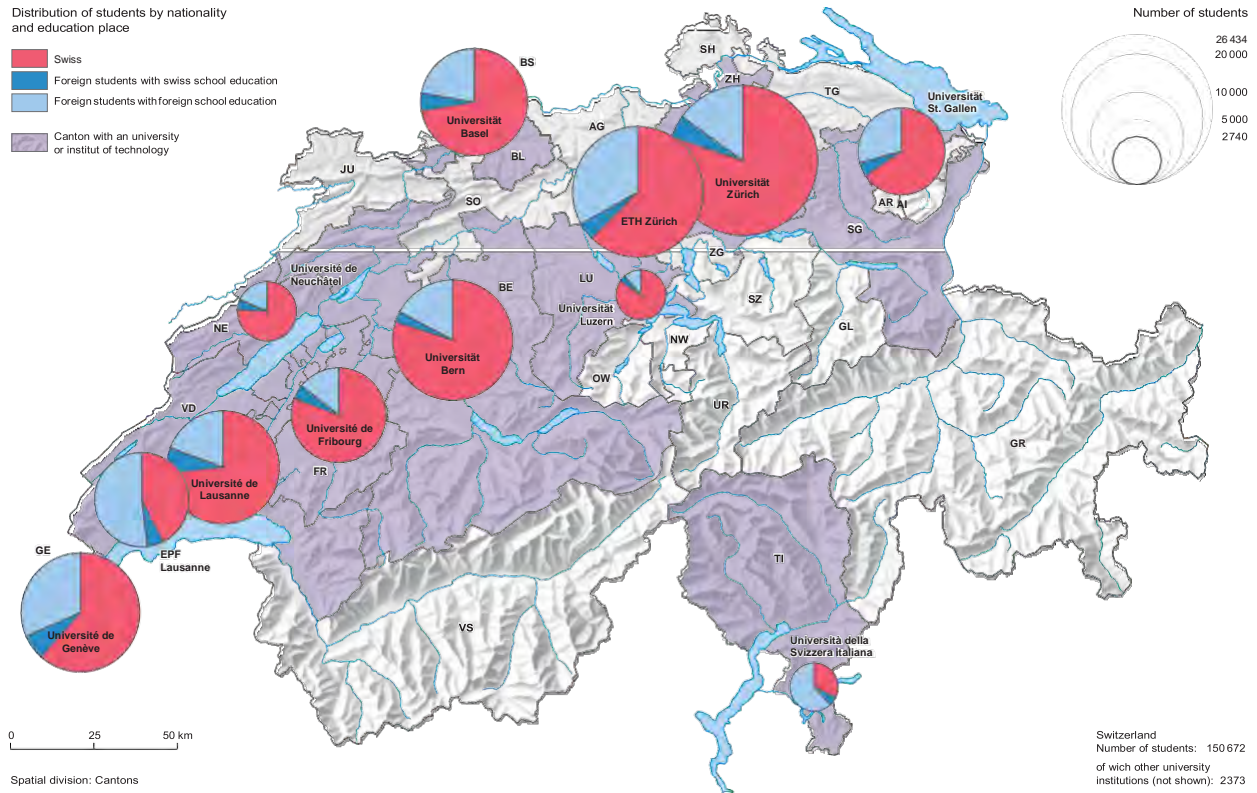 Distribution of students by nationality
and education place
Swiss
Foreign students with swiss school education
Foreign students with foreign school education
Canton with an university
or institut of technology
Number of students
26 434
20 000
10 000
5 000
2740
SH
BS
ZH
TG
Universität
St. Gallen
Universität
Basel
AG
BL
JU
Universität
Zürich
SO
AR
AI
ETH Zürich
SG
ZG
Université de
Neuchâtel
LU
BE
SZ
Universität
Luzern
NE
GL
NW
Universität
Bern
OW
UR
VD
Université de
Fribourg
GR
FR
Université de
Lausanne
GE
EPF
Lausanne
TI
Université de
Genève
VS
Università della
Svizzera italiana
0
25
50 km
Spatial division: Cantons
Switzerland
Number of students: 150 672
of wich other university
institutions (not shown): 2373